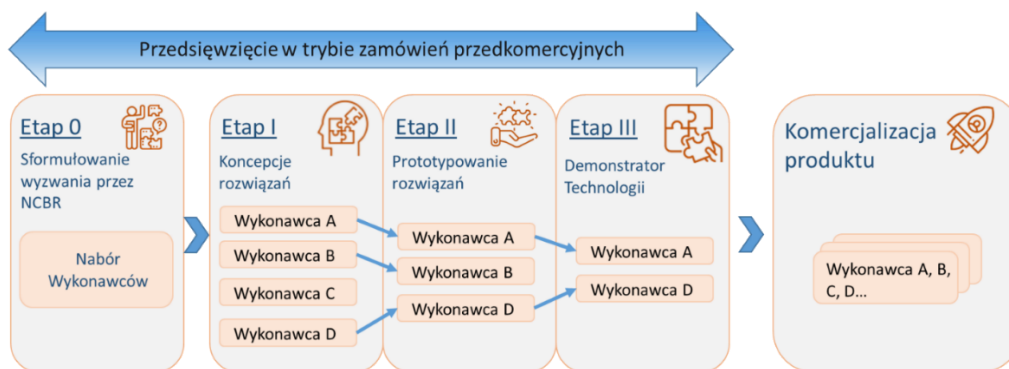 Przedsięwzięcie w trybie zamówień przedkomercyjnych
Etap 0
Sformułowanie
wyzwania przez
NCBR
Nabór
Wykonawców
Etap I
Koncepcje
rozwiązań
Wykonawca A
Wykonawca B
Wykonawca C
Wykonawca D
Etap II
Prototypowanie
rozwiązań
Wykonawca A
Wykonawca B
Wykonawca D
Etap III
Demonstrator
Technologii
Wykonawca A
Wykonawca D
Komercjalizacja
produktu
Wykonawca A, B,
C, D...